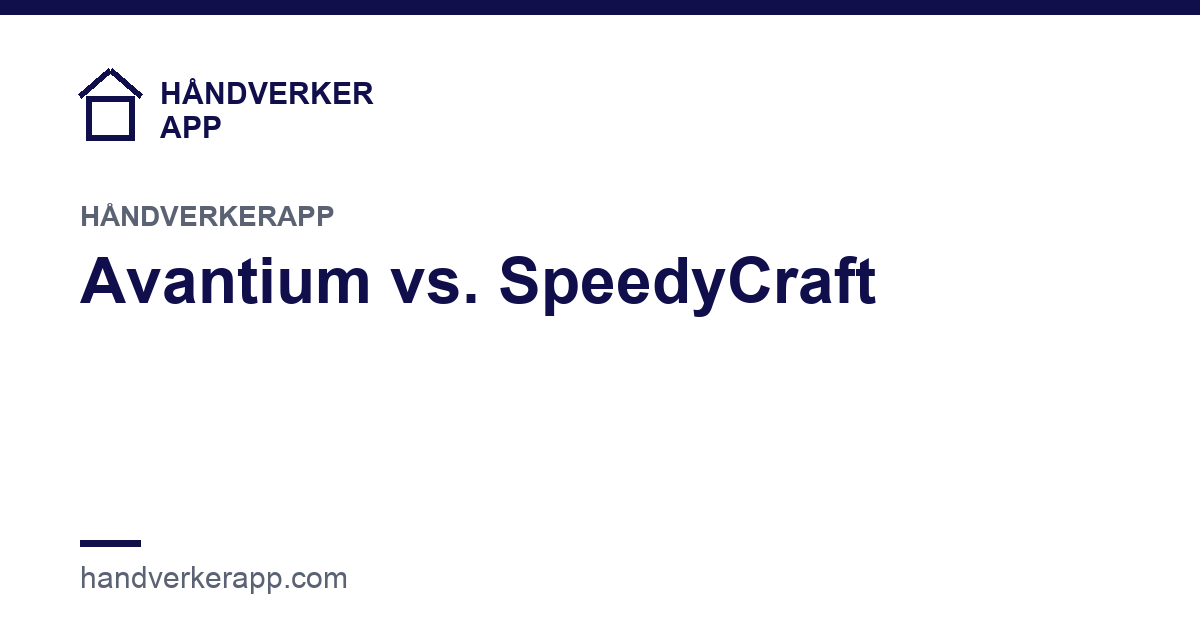 HÅNDVERKER
APP
HÅNDVERKERAPP
Avantium vs. SpeedyCraft
handverkerapp.com